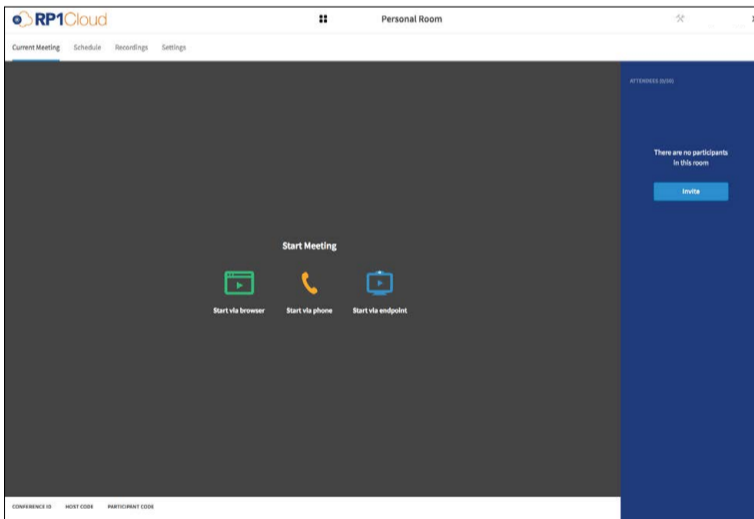 RP1Cloud
Personal Room
Current Meeting Schedule Recordings Settings
ATTENDEES (0/50)
There are no participants
in this room
Invite
Start Meeting
Start via browser Start via phone Start via endpoint
CONFERENCE ID HOST CODE PARTICIPANT CODE